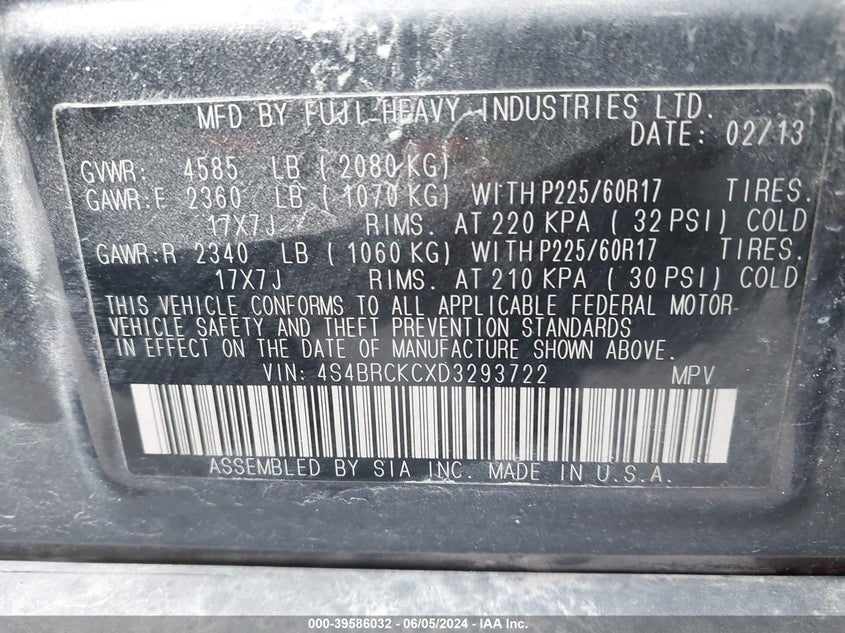 MFD BY FUJI HEAVY INDUSTRIES LTD.
DATE: 02/13
GVWR: 4585 LB ( 2080 KG)
GAWR:F 2360 LB ( 1070 KG) WITH P225/60R17 TIRES.
17X7J RIMS. AT 220 KPA ( 32 PSI) COLD
GAWR:R 2340 LB ( 1060 KG) WITH P225/60R17 TIRES.
17X7J RIMS. AT 210 KPA ( 30 PSI) COLD
THIS VEHICLE CONFORMS TO ALL APPLICABLE FEDERAL MOTOR
VEHICLE SAFETY AND THEFT PREVENTION STANDARDS
IN EFFECT ON THE DATE OF MANUFACTURE SHOWN ABOVE.
VIN: 4S4BRCKCXD3293722 MPV
ASSEMBLED BY SIA INC. MADE IN U.S.A.
000-39586032 - 06/05/2024 - IAA Inc.